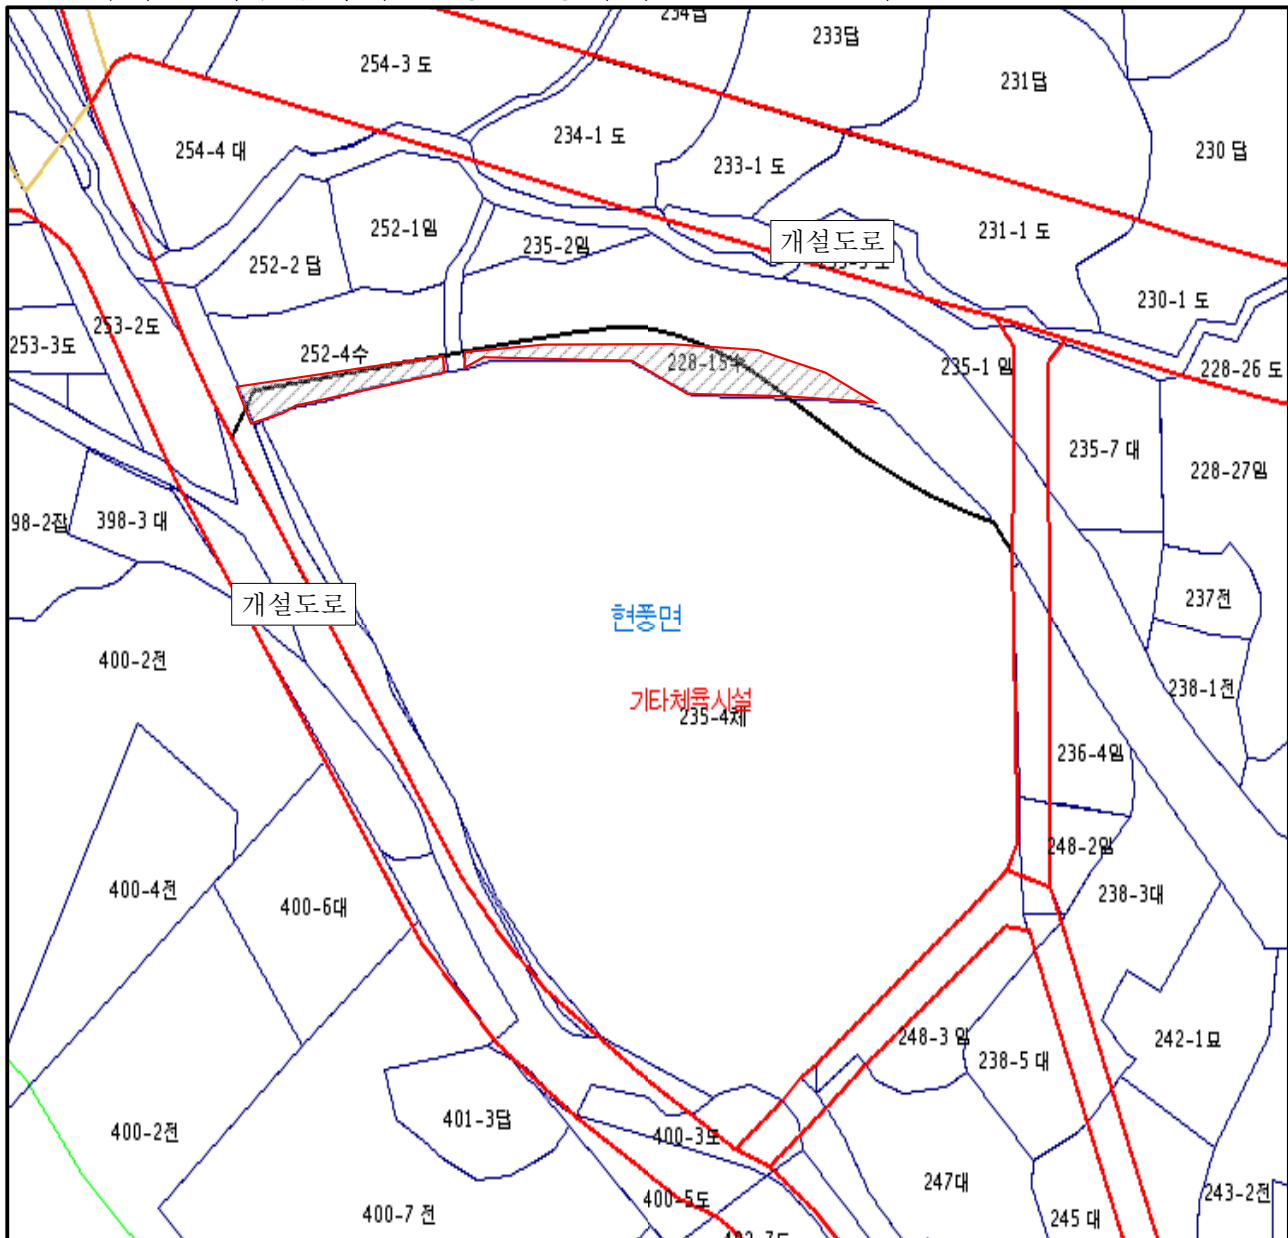 234답
233답
254-3 도
231답
234-1 도
254-4 대
230 답
233-1 도
252-1임
231-1 도
235-2임
개설도로
252-2 답
230-1 도
253-2도
253-3도
252-4수
228-15수
235-1 임
228-26 도
235-7 대
228-27임
98-2잡
398-3 대
237전
개설도로
현풍면
400-2전
238-1전
기타체육시설
235-4체
236-4임
248-2임
400-4전
238-3대
400-6대
248-3 임
242-1묘
238-5 대
401-3답
400-2전
400-3도
247대
243-2전
400-5도
400-7 전
245 대